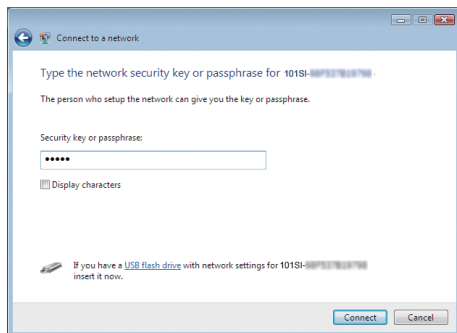 Connect to a network
Type the network security key or passphrase for 101SI-
The person who setup the network can give you the key or passphrase.
Security key or passphrase:
•••••
Display characters
If you have a USB flash drive with network settings for 101SI-
insert it now.
Connect Cancel